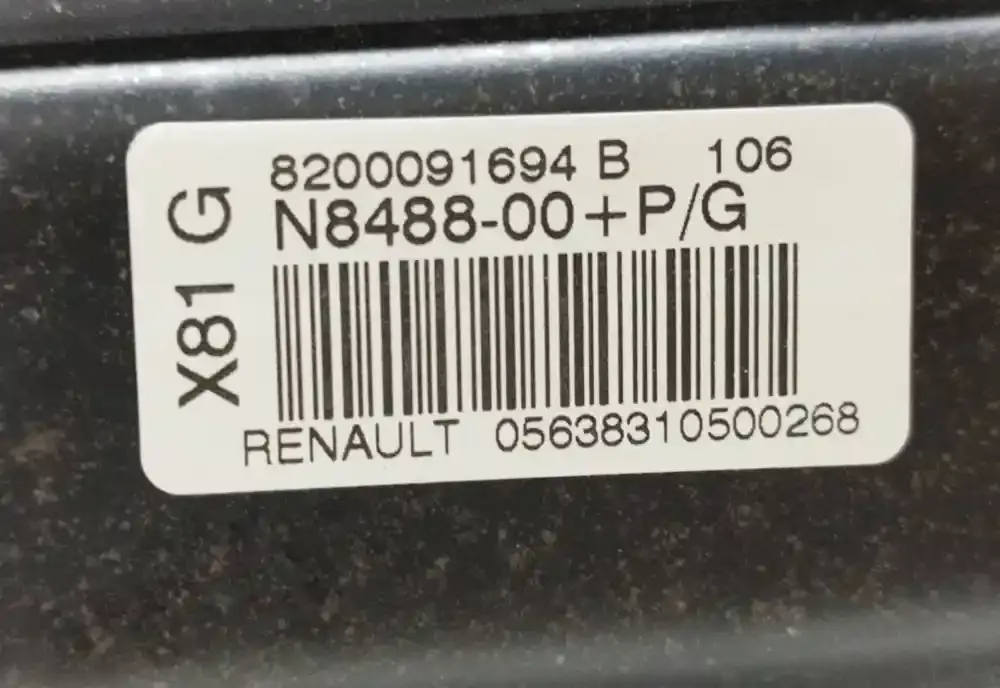 8200091694 B 106
N8488-00+P/G
X81 G
RENAULT 05638310500268